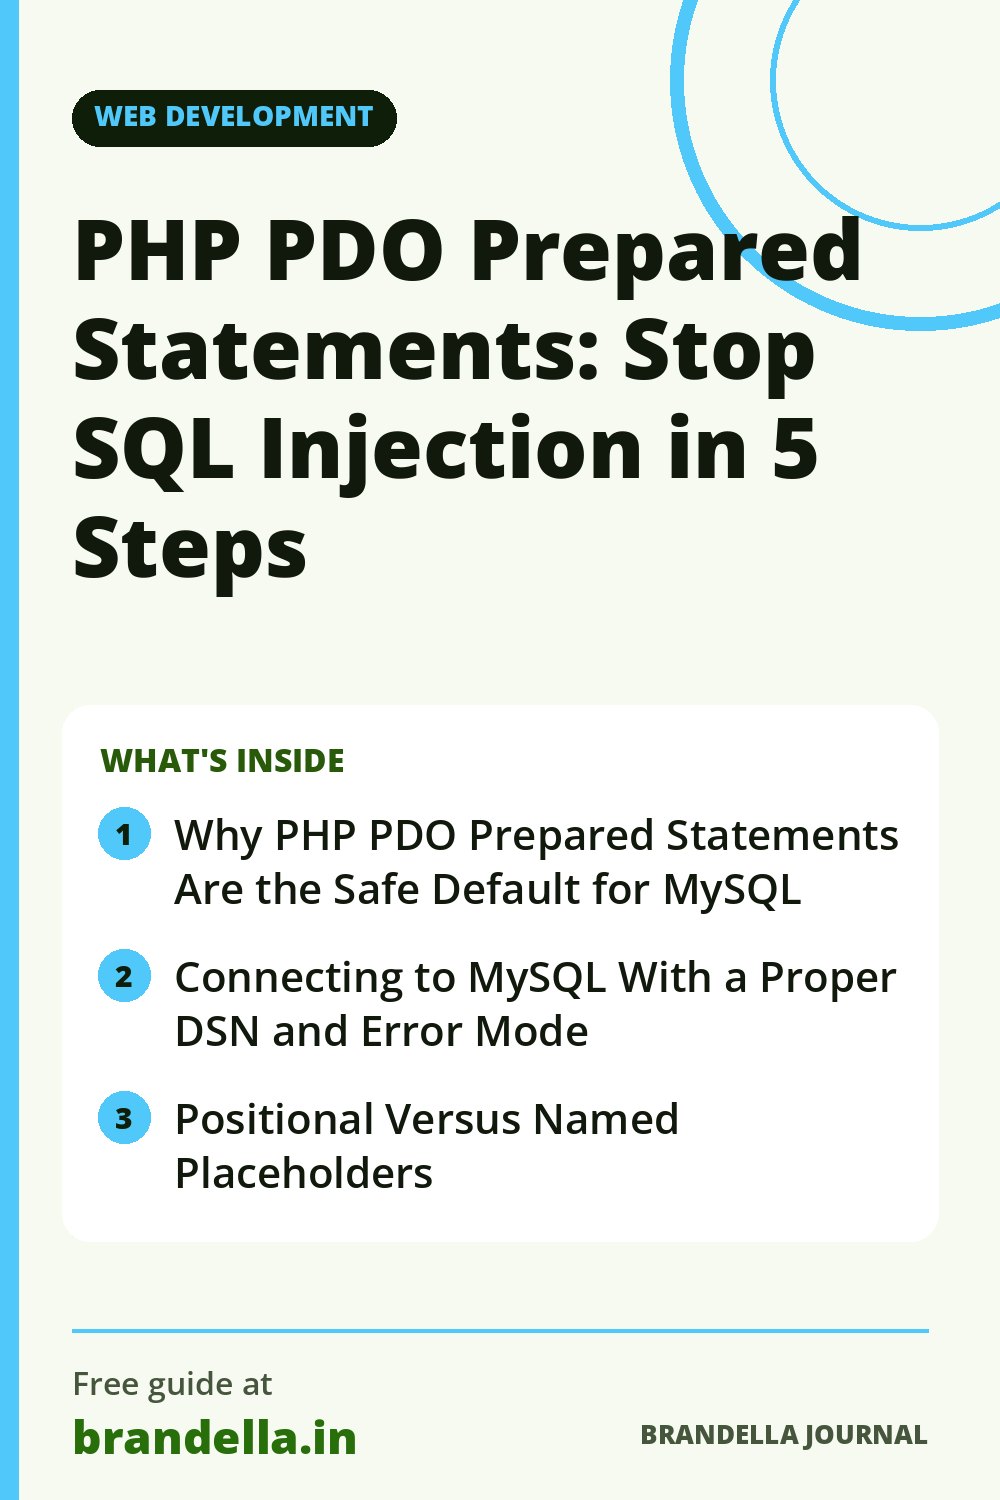 WEB DEVELOPMENT
PHP PDO Prepared
Statements: Stop
SQL Injection in 5
Steps
WHAT'S INSIDE
1 Why PHP PDO Prepared Statements
Are the Safe Default for MySQL
2 Connecting to MySQL With a Proper
DSN and Error Mode
3 Positional Versus Named
Placeholders
Free guide at
brandella.in
BRANDELLA JOURNAL